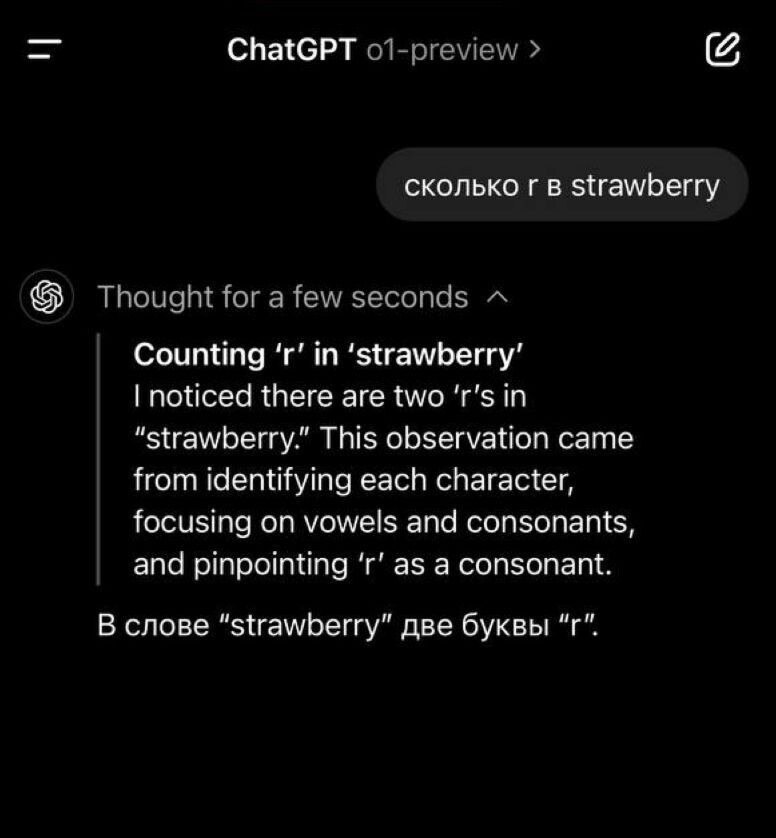 ChatGPT o1-preview >
сколько r в strawberry
Thought for a few seconds
Counting ‘r’ in ‘strawberry’
I noticed there are two ‘r’s in
“strawberry.” This observation came
from identifying each character,
focusing on vowels and consonants,
and pinpointing ‘r’ as a consonant.
В слове “strawberry” две буквы “r”.